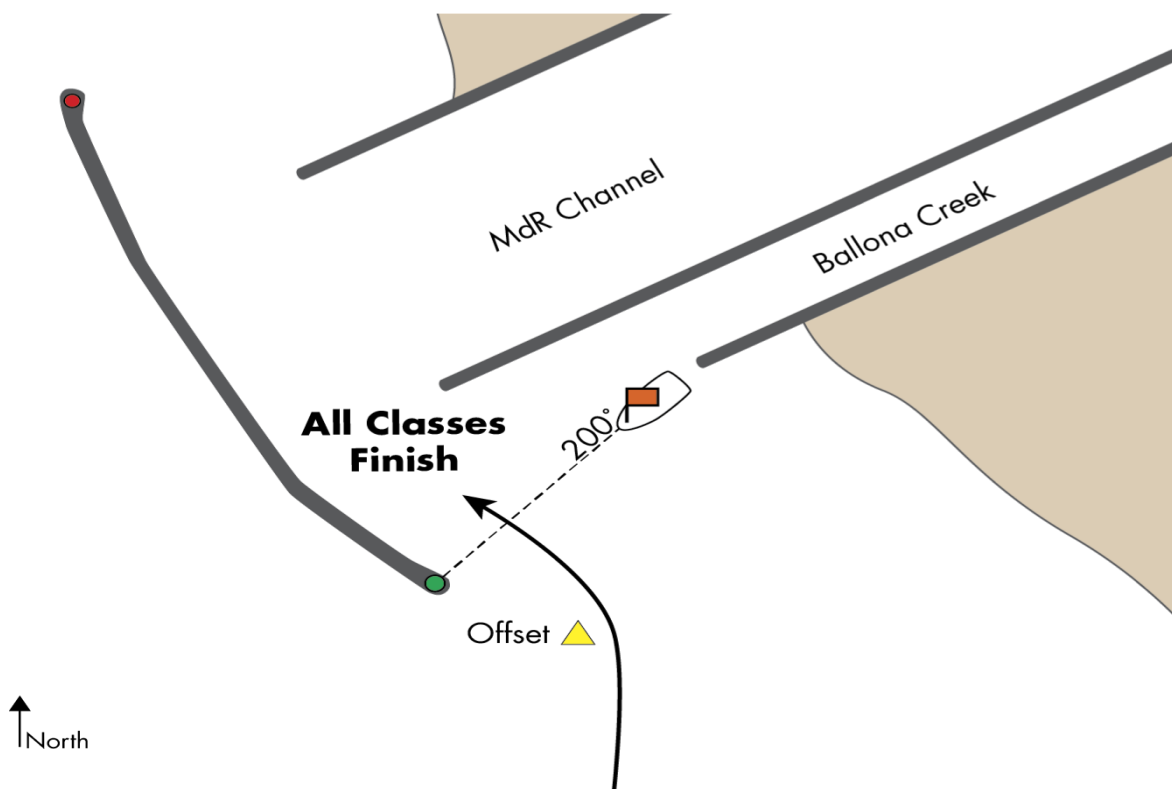 MdR Channel
Ballona Creek
200°
All Classes
Finish
Offset
North